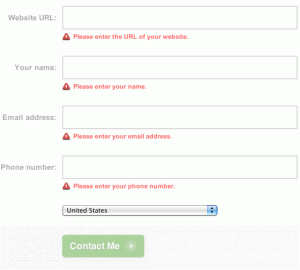 Website URL:
Please enter the URL of your website.
Your name:
Please enter your name.
Email address:
Please enter your email address.
Phone number:
Please enter your phone number.
United States
Contact Me